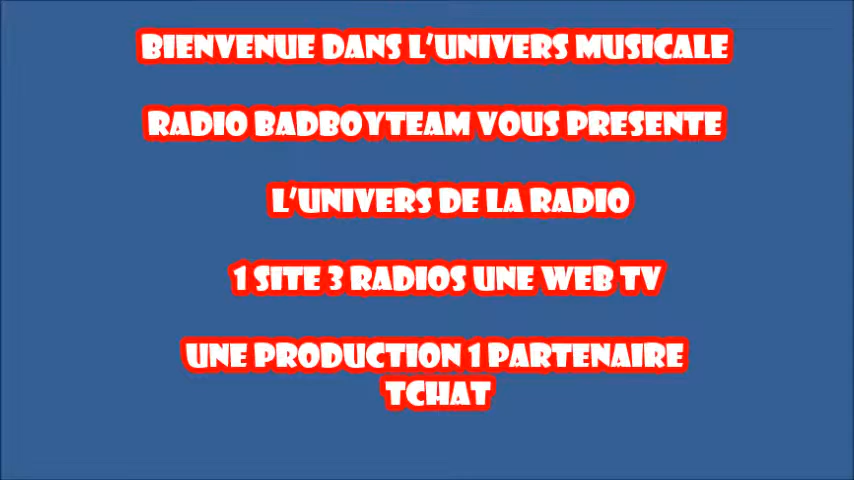 BIENVENUE DANS L'UNIVERS MUSICALE
RADIO BADBOYTEAM VOUS PRESENTE
L'UNIVERS DE LA RADIO
1 SITE 3 RADIOS UNE WEB TV
UNE PRODUCTION 1 PARTENAIRE
TCHAT